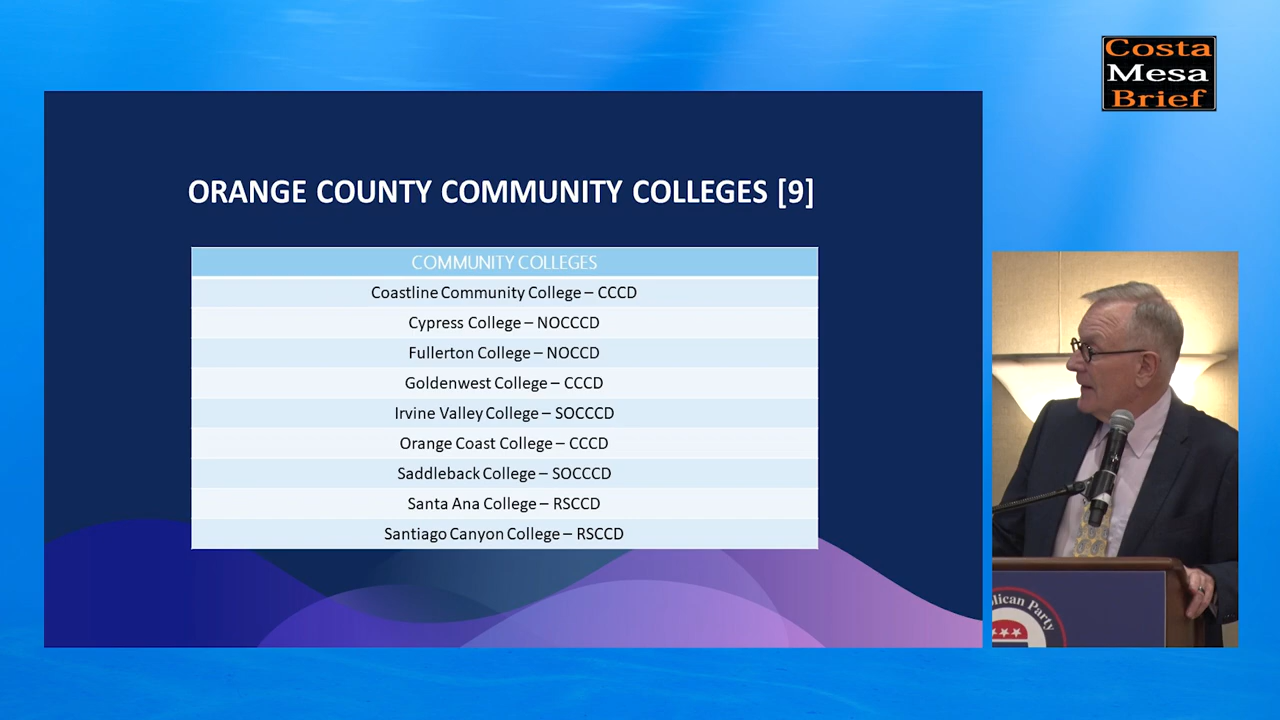 Costa
Mesa
Brief
ORANGE COUNTY COMMUNITY COLLEGES [9]
COMMUNITY COLLEGES
Coastline Community College – CCCD
Cypress College – NOCCCD
Fullerton College – NOCCD
Goldenwest College – CCCD
Irvine Valley College – SOCCCD
Orange Coast College – CCCD
Saddleback College – SOCCCD
Santa Ana College – RSCCD
Santiago Canyon College – RSCCD
lican Party